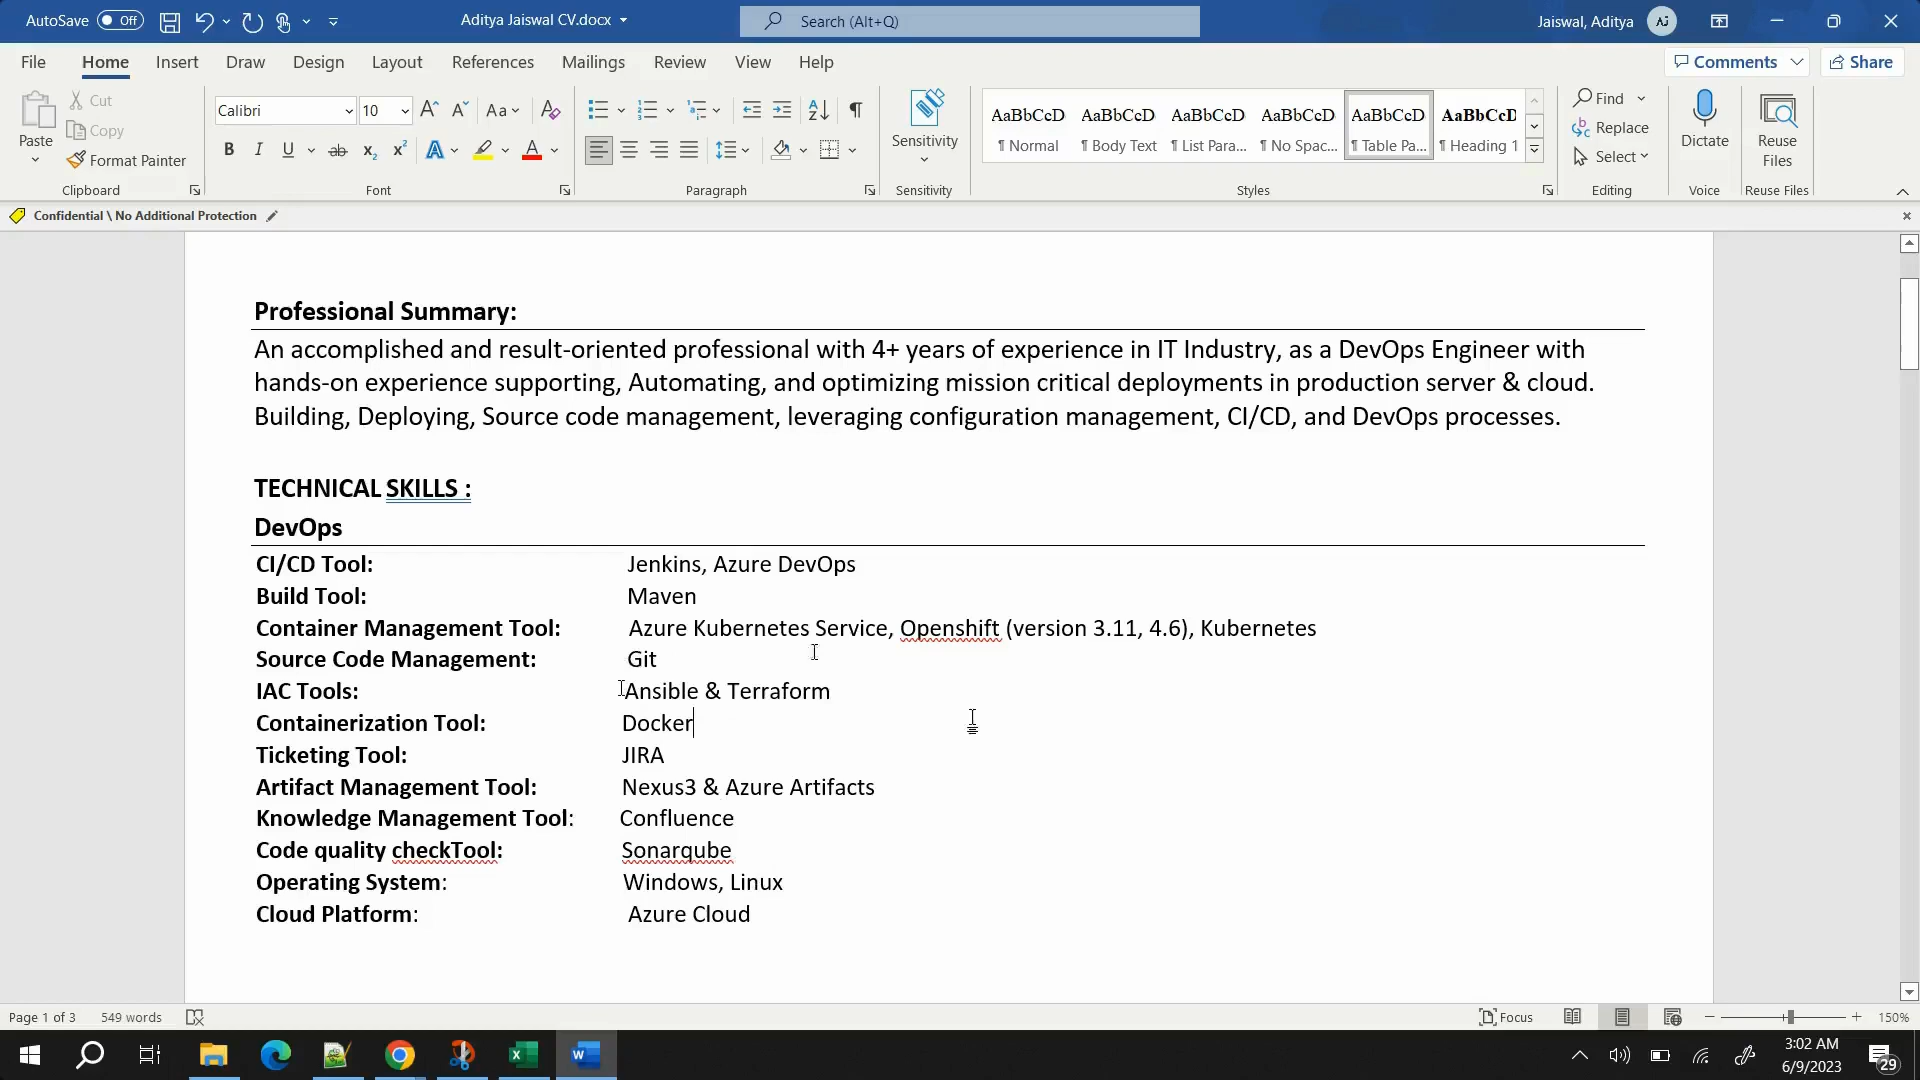 AutoSave Off Aditya Jaiswal CV.docx Search (Alt+Q) Jaiswal, Aditya AJ
File Home Insert Draw Design Layout References Mailings Review View Help Comments Share
Paste Cut Copy Format Painter Clipboard
Calibri 10 Font
Paragraph
Sensitivity Sensitivity
AaBbCcD AaBbCcD AaBbCcD AaBbCcD AaBbCcD AaBbCcD
¶ Normal ¶ Body Text ¶ List Para... ¶ No Spac... ¶ Table Pa... ¶ Heading 1
Styles
Find Replace Select Editing
Dictate Voice
Reuse Files Reuse Files
Confidential \ No Additional Protection
Professional Summary:
An accomplished and result-oriented professional with 4+ years of experience in IT Industry, as a DevOps Engineer with
hands-on experience supporting, Automating, and optimizing mission critical deployments in production server & cloud.
Building, Deploying, Source code management, leveraging configuration management, CI/CD, and DevOps processes.
TECHNICAL SKILLS :
DevOps
CI/CD Tool: Jenkins, Azure DevOps
Build Tool: Maven
Container Management Tool: Azure Kubernetes Service, Openshift (version 3.11, 4.6), Kubernetes
Source Code Management: Git
IAC Tools: Ansible & Terraform
Containerization Tool: Docker
Ticketing Tool: JIRA
Artifact Management Tool: Nexus3 & Azure Artifacts
Knowledge Management Tool: Confluence
Code quality checkTool: Sonarqube
Operating System: Windows, Linux
Cloud Platform: Azure Cloud
Page 1 of 3 549 words Focus 150%
3:02 AM
6/9/2023
29